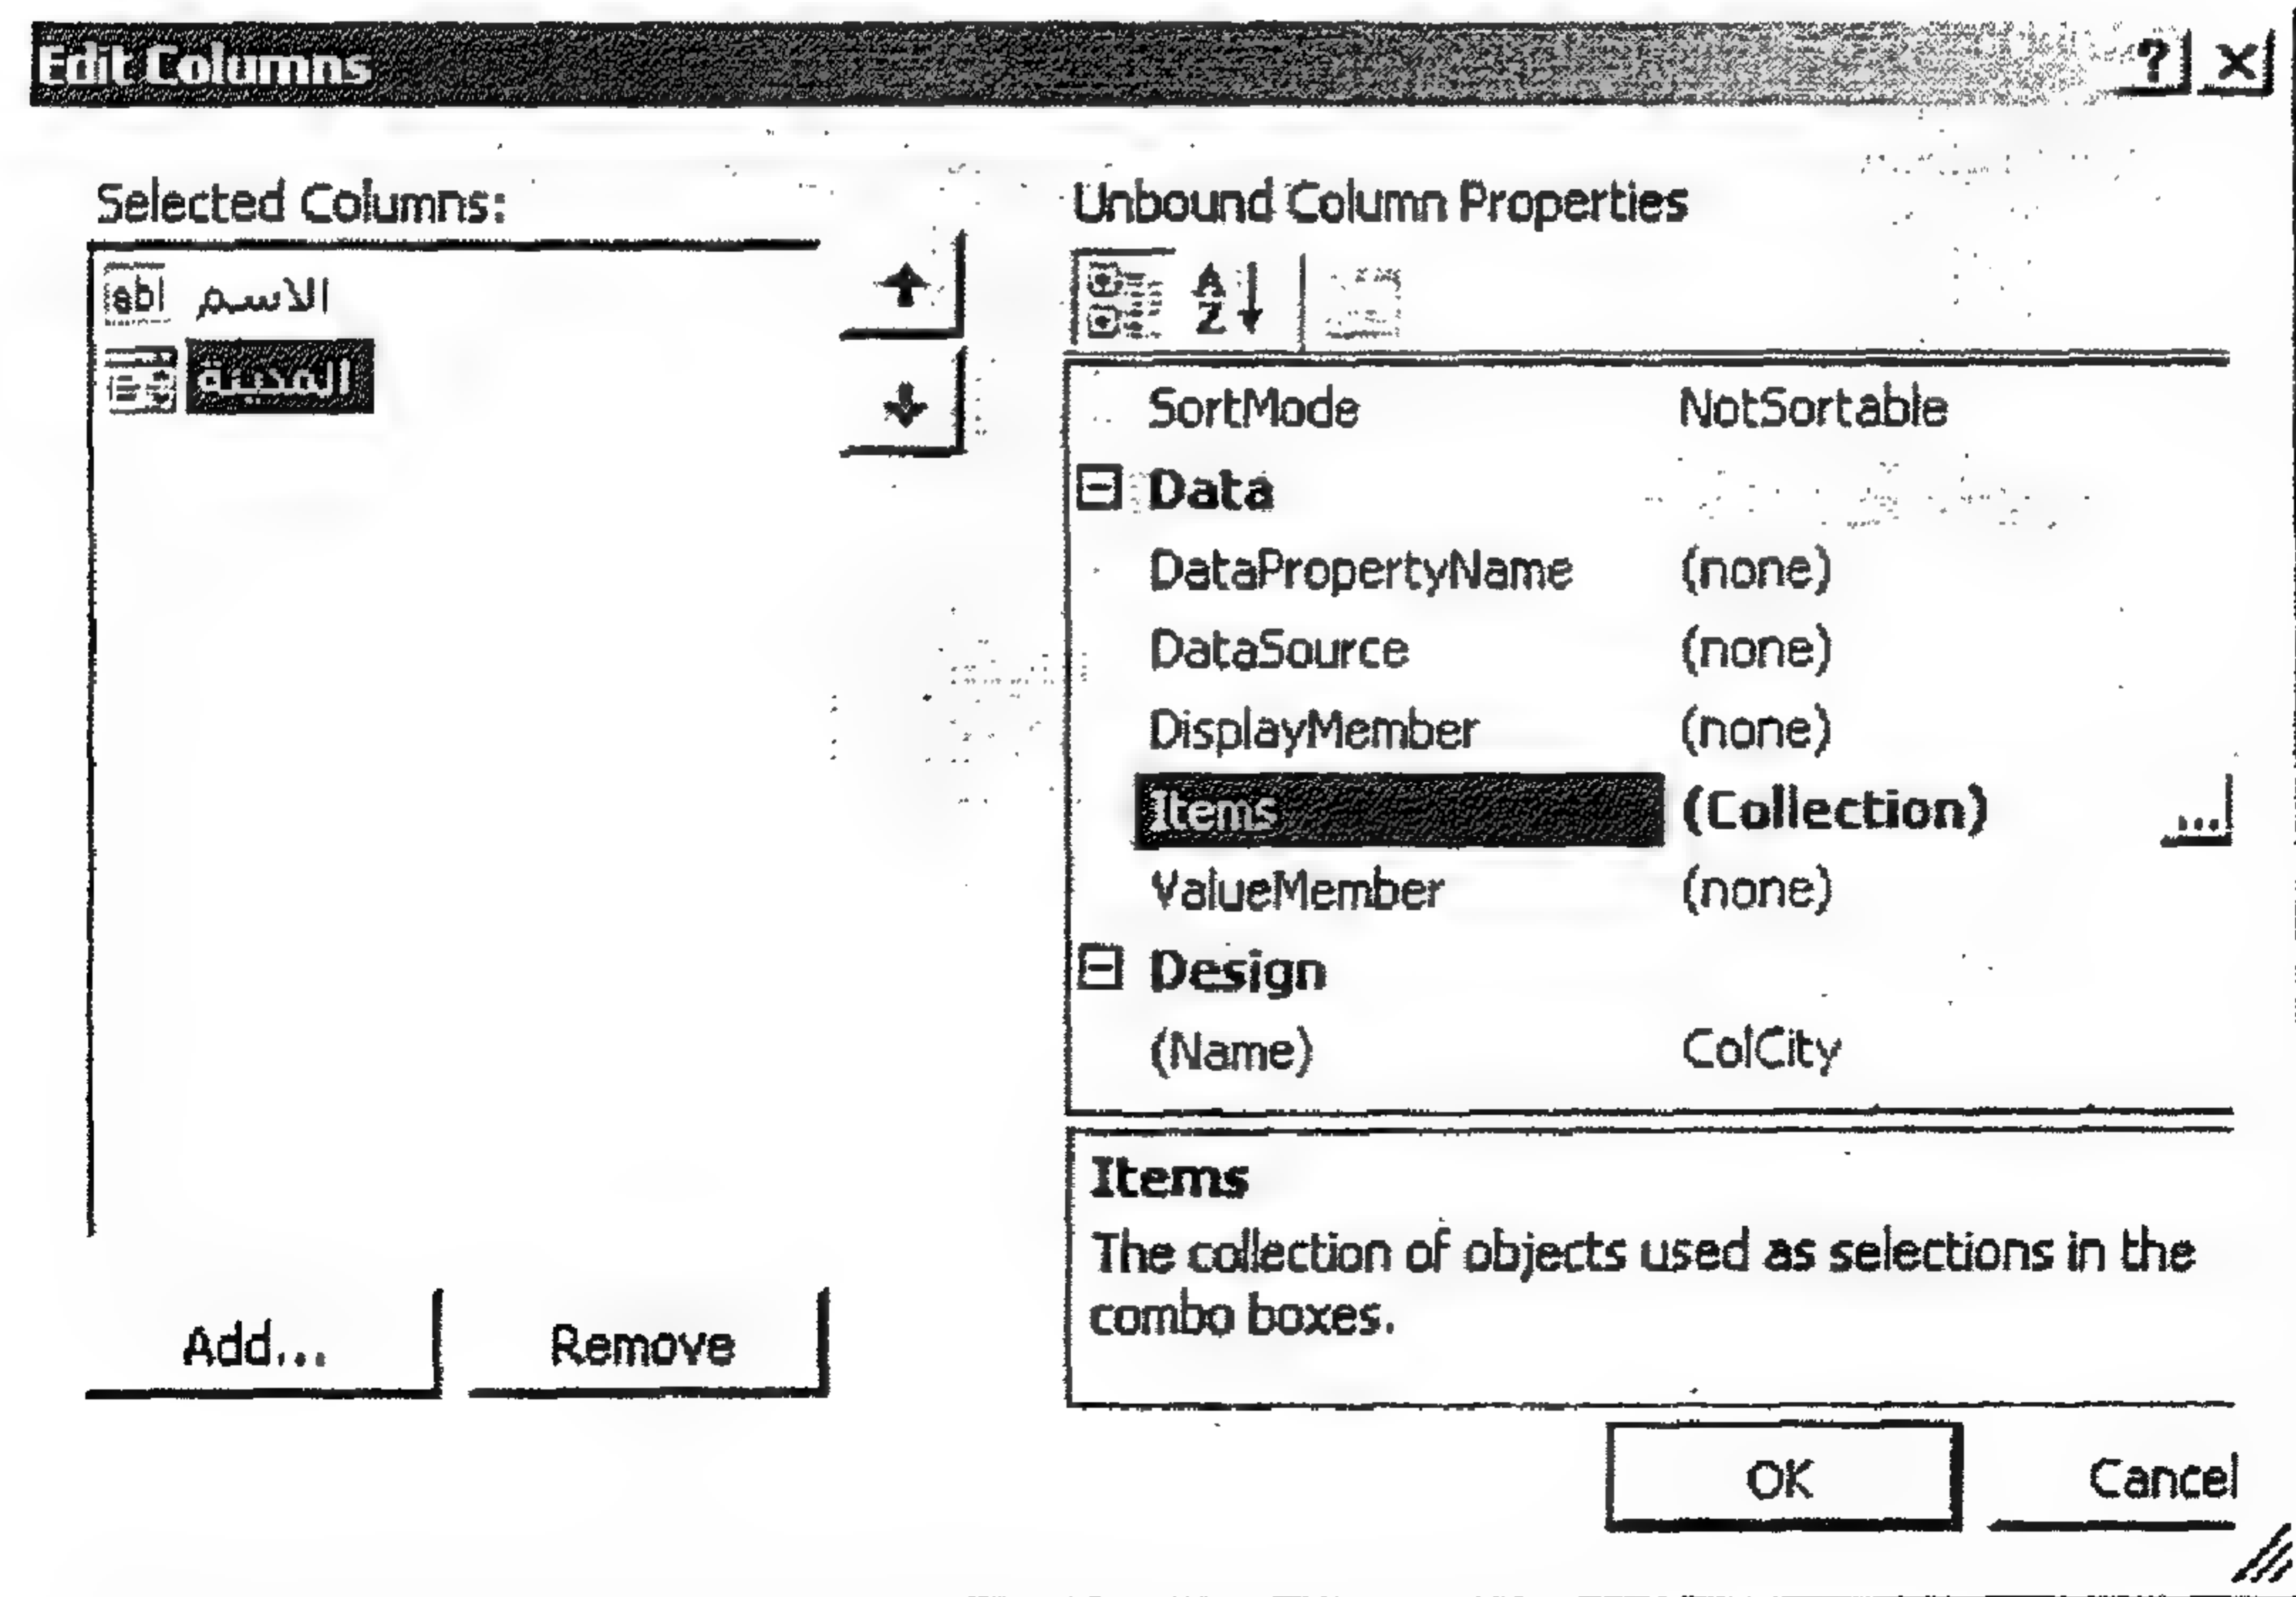 Edit Columns
Selected Columns:
الاسم
المدينة
Add...
Remove
Unbound Column Properties
SortMode NotSortable
Data
DataPropertyName (none)
DataSource (none)
DisplayMember (none)
Items (Collection) ...
ValueMember (none)
Design
(Name) ColCity
Items
The collection of objects used as selections in the
combo boxes.
OK
Cancel